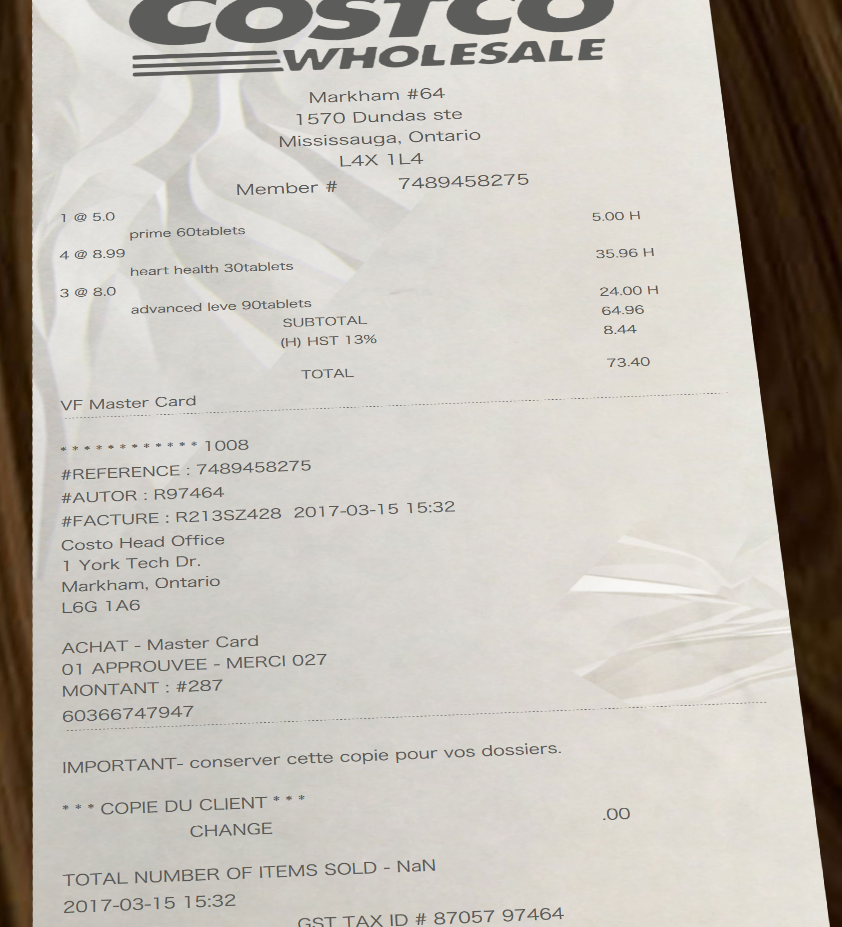 COSTCO
WHOLESALE
Markham #64
1570 Dundas ste
Mississauga, Ontario
L4X 1L4
Member # 7489458275
1 @ 5.0 5.00 H
prime 60tablets
4 @ 8.99 35.96 H
heart health 30tablets
3 @ 8.0 24.00 H
advanced leve 90tablets
SUBTOTAL 64.96
(H) HST 13% 8.44
TOTAL 73.40
VF Master Card
* * * * * * * * * * * * 1008
#REFERENCE : 7489458275
#AUTOR : R97464
#FACTURE : R213SZ428 2017-03-15 15:32
Costo Head Office
1 York Tech Dr.
Markham, Ontario
L6G 1A6
ACHAT - Master Card
01 APPROUVEE - MERCI 027
MONTANT : #287
60366747947
IMPORTANT- conserver cette copie pour vos dossiers.
* * * COPIE DU CLIENT * * *
CHANGE .00
TOTAL NUMBER OF ITEMS SOLD - NaN
2017-03-15 15:32
GST TAX ID # 87057 97464